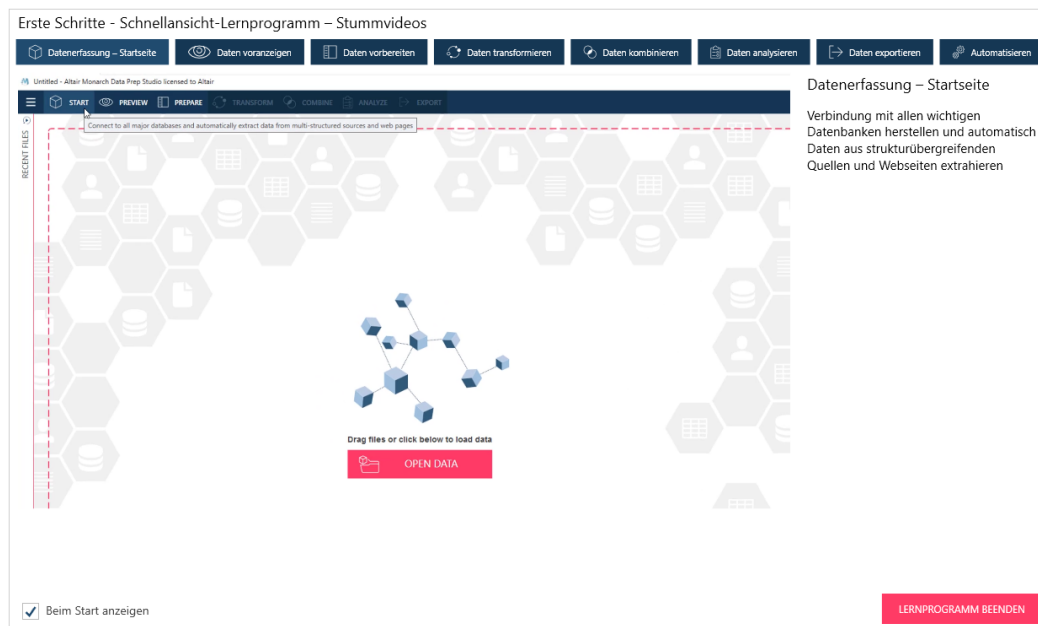 Erste Schritte - Schnellansicht-Lernprogramm – Stummvideos
Datenerfassung – Startseite
Daten voranzeigen
Daten vorbereiten
Daten transformieren
Daten kombinieren
Daten analysieren
Daten exportieren
Automatisieren
Untitled - Altair Monarch Data Prep Studio licensed to Altair
START
PREVIEW
PREPARE
TRANSFORM
COMBINE
ANALYZE
EXPORT
Connect to all major databases and automatically extract data from multi-structured sources and web pages
RECENT FILES
Drag files or click below to load data
OPEN DATA
Datenerfassung – Startseite
Verbindung mit allen wichtigen
Datenbanken herstellen und automatisch
Daten aus strukturübergreifenden
Quellen und Webseiten extrahieren
Beim Start anzeigen
LERNPROGRAMM BEENDEN